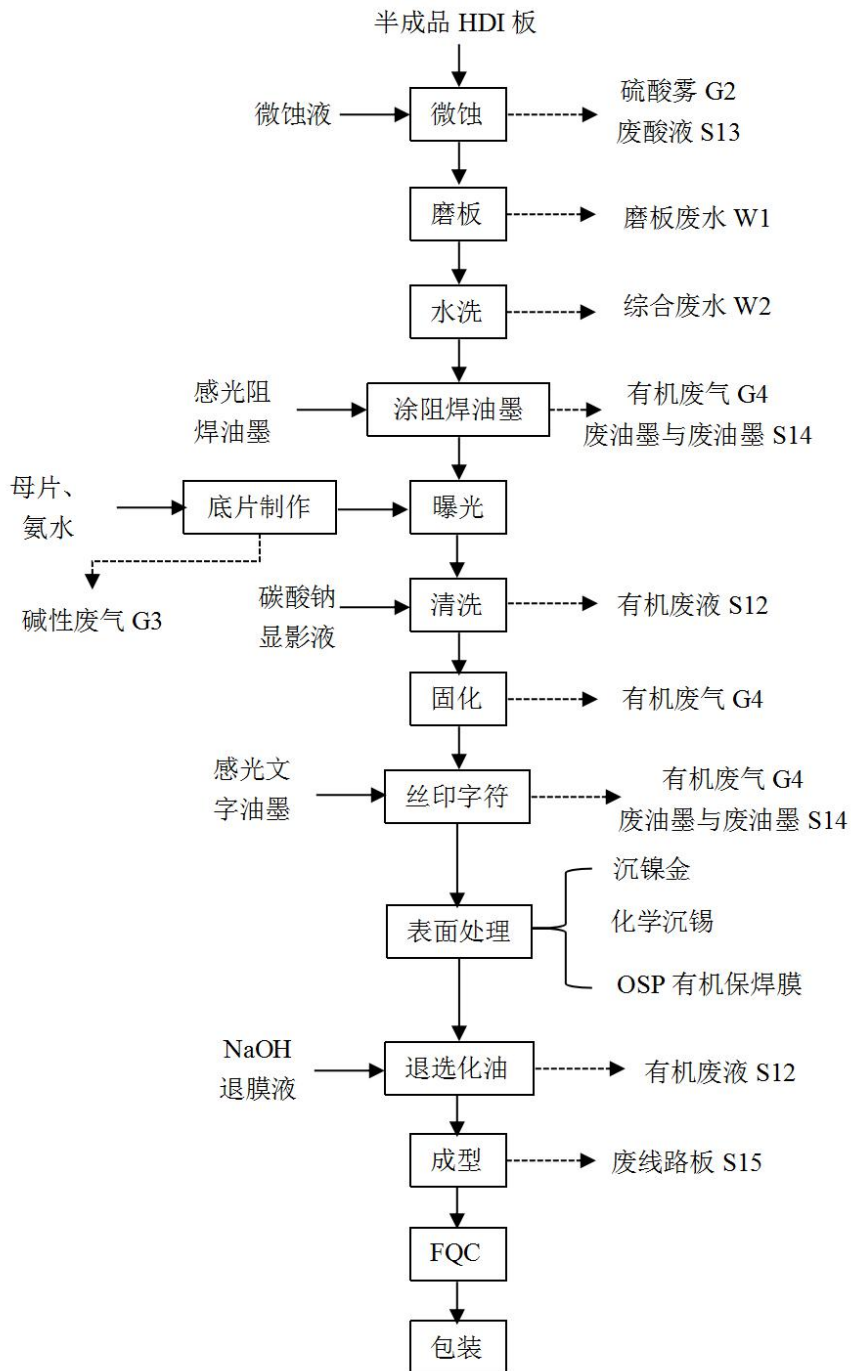 半成品 HDI 板
微蚀液
微蚀
硫酸雾 G2
废酸液 S13
磨板
磨板废水 W1
水洗
综合废水 W2
感光阻
焊油墨
涂阻焊油墨
有机废气 G4
废油墨与废油墨 S14
母片、
氨水
底片制作
曝光
碱性废气 G3
碳酸钠
显影液
清洗
有机废液 S12
固化
有机废气 G4
感光文
字油墨
丝印字符
有机废气 G4
废油墨与废油墨 S14
表面处理
沉镍金
化学沉锡
OSP 有机保焊膜
NaOH
退膜液
退选化油
有机废液 S12
成型
废线路板 S15
FQC
包装